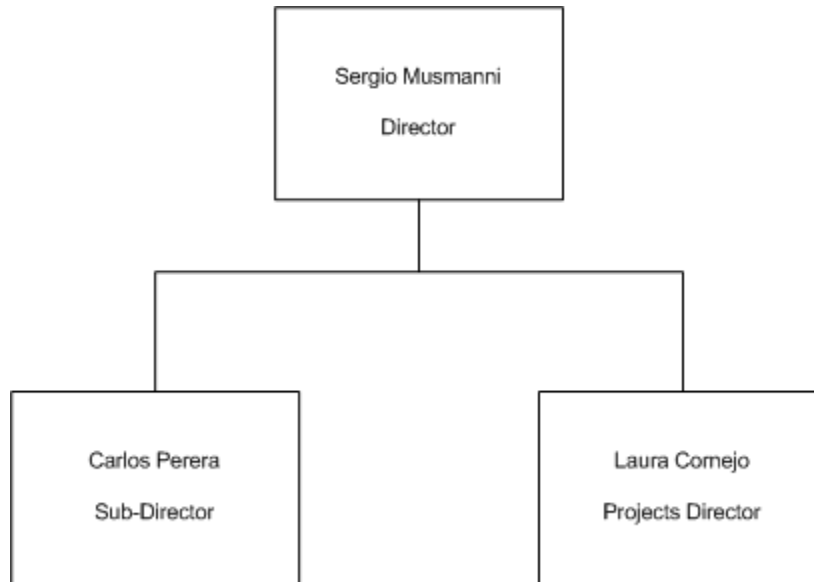 Sergio Musmanni
Director
Carlos Perera
Sub-Director
Laura Cornejo
Projects Director